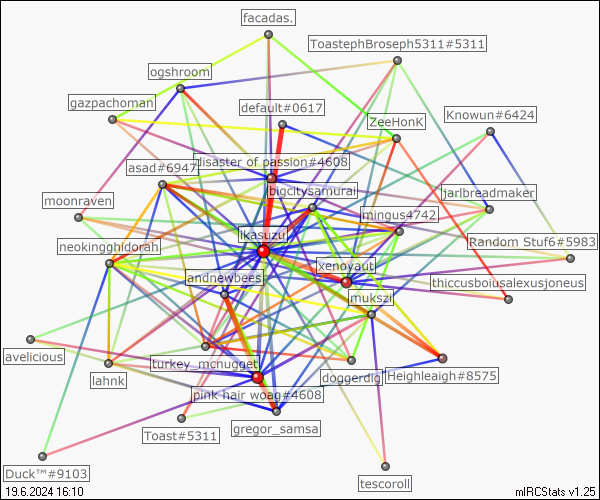 facadas.
ToastephBroseph5311#5311
ogshroom
gazpachoman
default#0617
Knowun#6424
ZeeHonK
disaster of passion#4608
asad#6947
bigcitysamurai
jarlbreadmaker
moonraven
mingus4742
ikasuzu
neokingghidorah
Random Stuf6#5983
xenoyaut
andnewbees
thiccusboiusalexusjoneus
mukszi
avelicious
turkey_mcnugget
doggerdig
Heighleaigh#8575
lahnk
pink hair woag#4608
gregor_samsa
Toast#5311
Duck™#9103
tescoroll
19.6.2024 16:10
mIRCStats v1.25